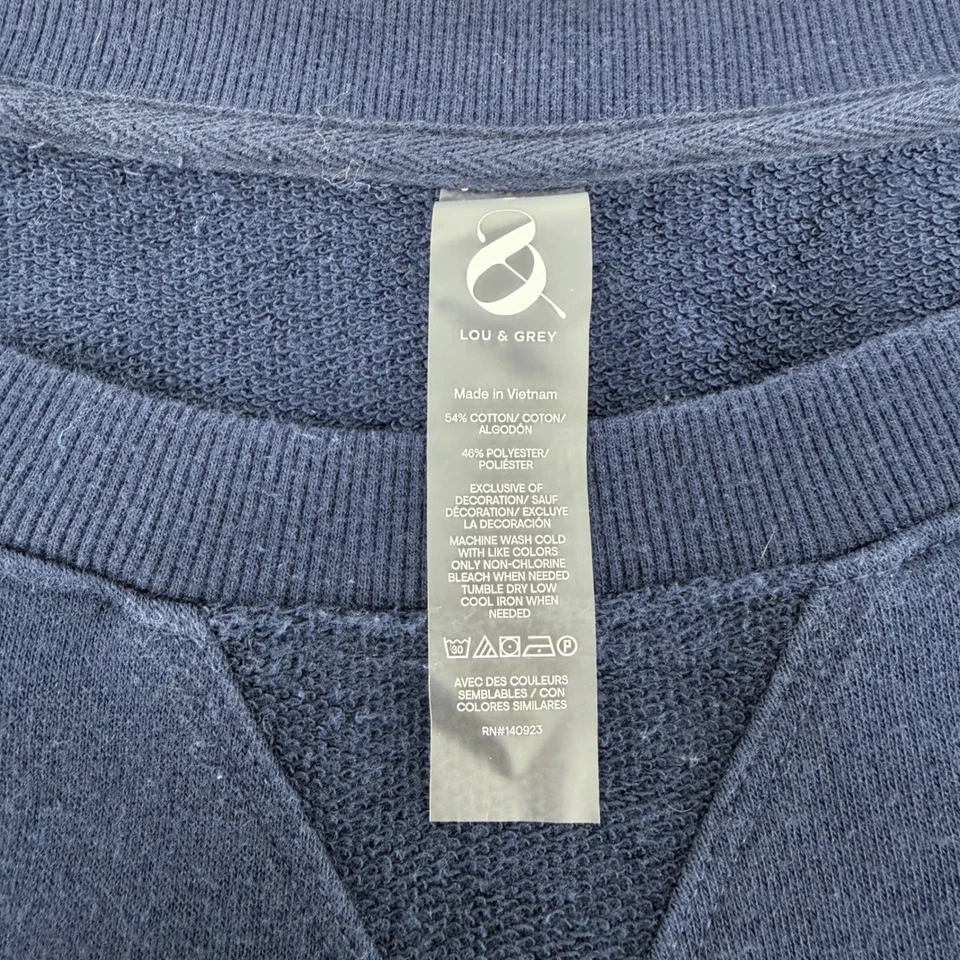 &
LOU & GREY
Made in Vietnam
54% COTTON/ COTON/
ALGODÓN
46% POLYESTER/
POLIÉSTER
EXCLUSIVE OF
DECORATION/ SAUF
DÉCORATION/ EXCLUYE
LA DECORACIÓN
MACHINE WASH COLD
WITH LIKE COLORS
ONLY NON-CHLORINE
BLEACH WHEN NEEDED
TUMBLE DRY LOW
COOL IRON WHEN
NEEDED
30 P
AVEC DES COULEURS
SEMBLABLES / CON
COLORES SIMILARES
RN#140923